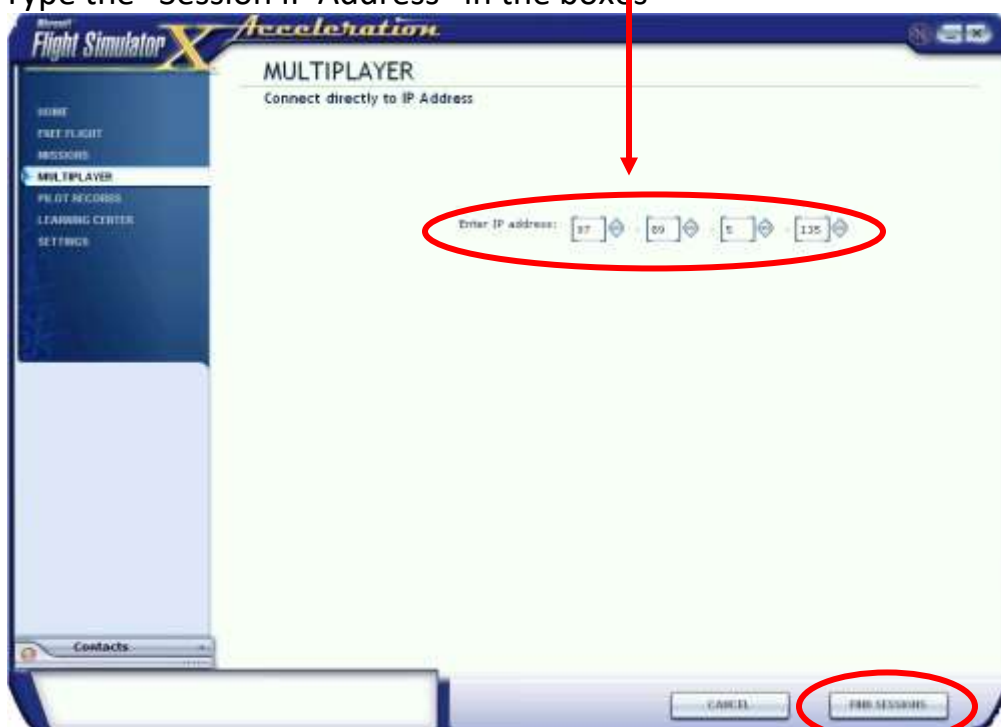 Type the "Session IP Address" in the boxes
Microsoft
Flight Simulator X Acceleration
MULTIPLAYER
Connect directly to IP Address
HOME
FREE FLIGHT
MISSIONS
MULTIPLAYER
PILOT RECORDS
LEARNING CENTER
SETTINGS
Enter IP address: 97 . 89 . 5 . 135
Contacts
CANCEL
FIND SESSIONS